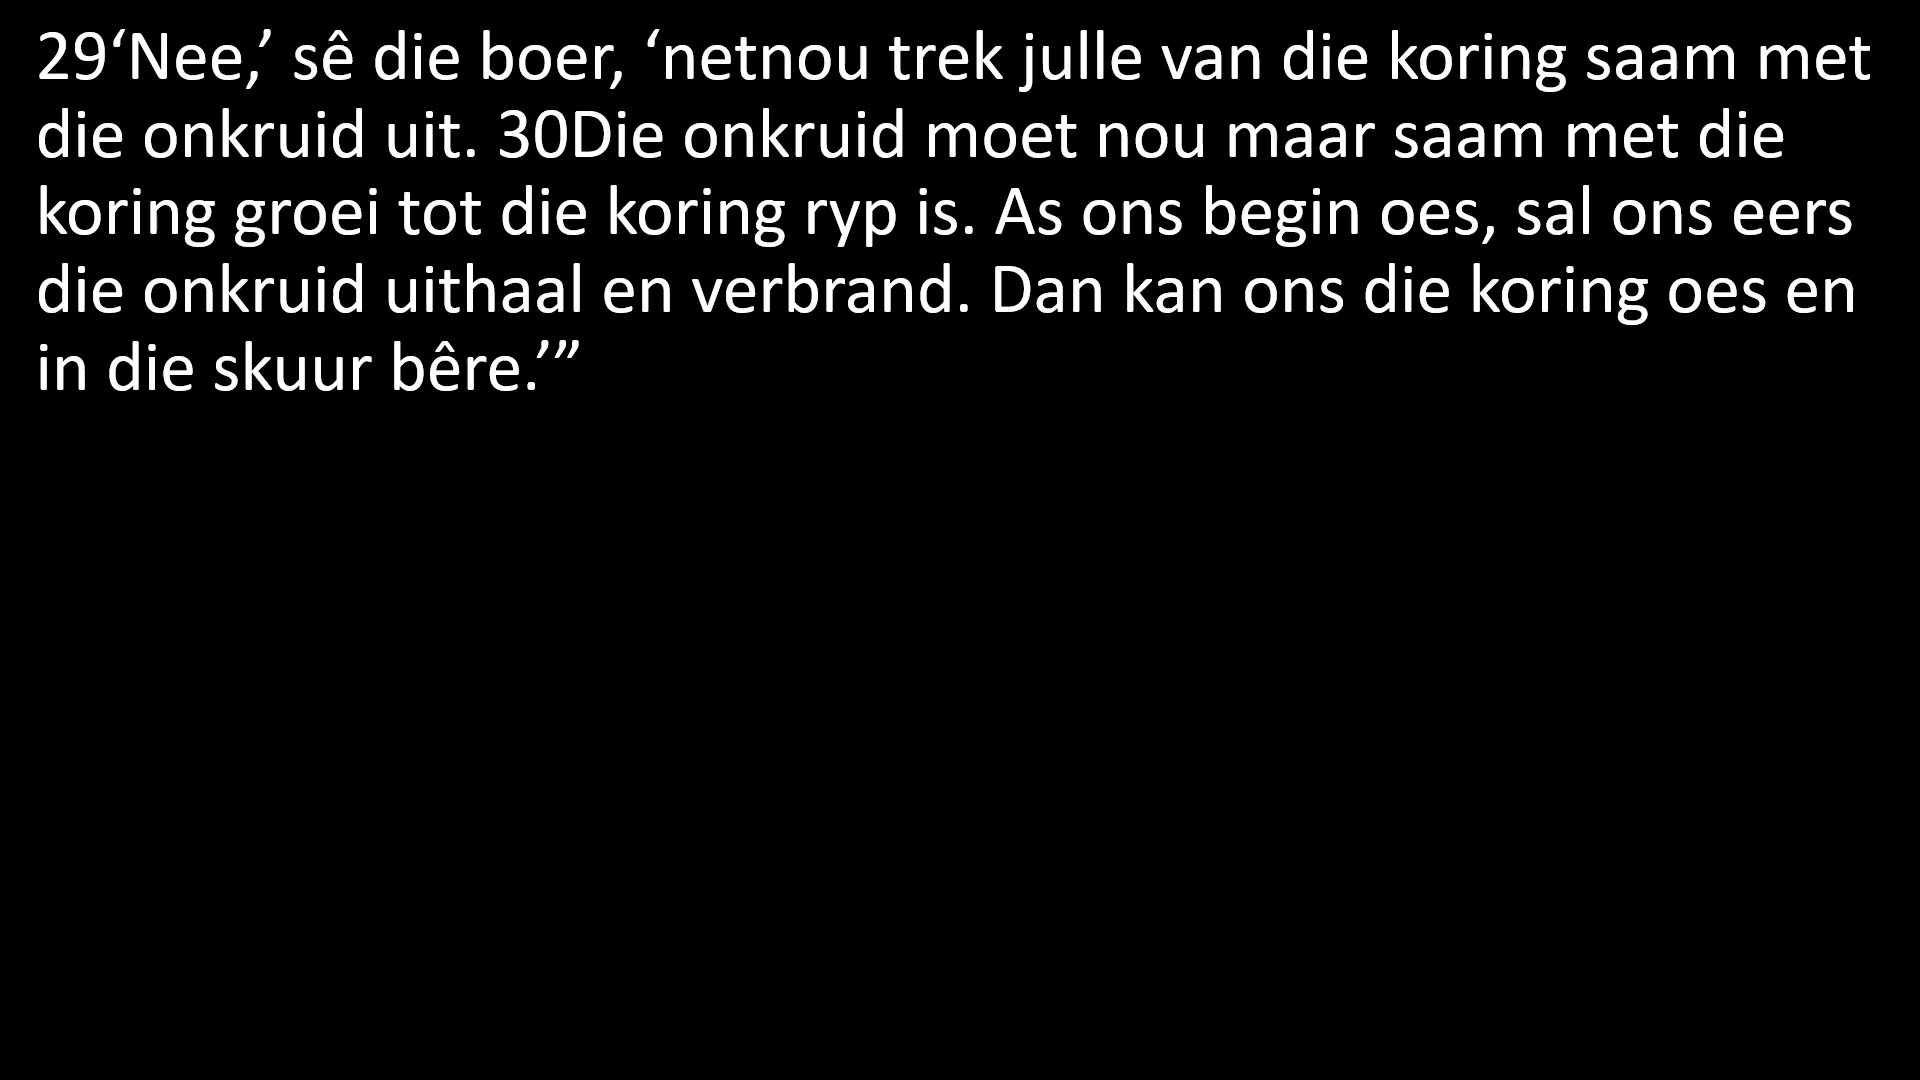 29‘Nee,’ sê die boer, ‘netnou trek julle van die koring saam met
die onkruid uit. 30Die onkruid moet nou maar saam met die
koring groei tot die koring ryp is. As ons begin oes, sal ons eers
die onkruid uithaal en verbrand. Dan kan ons die koring oes en
in die skuur bêre.’”